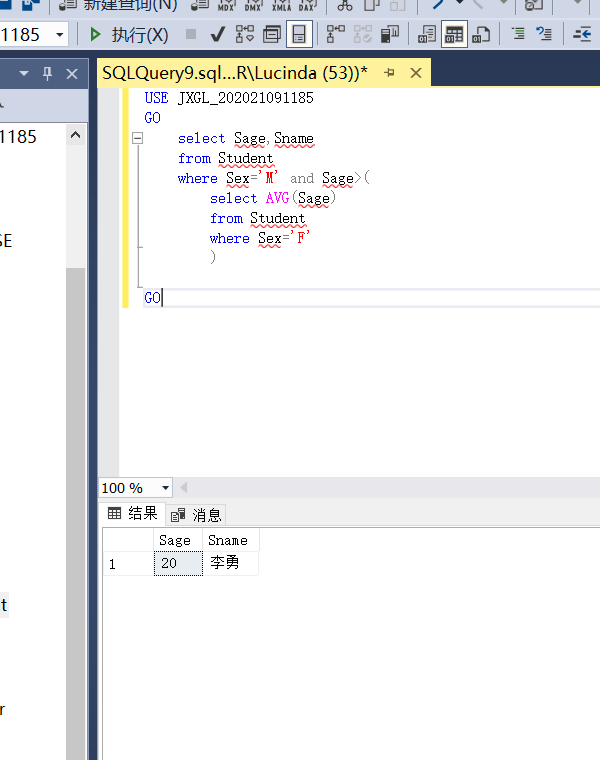 新建查询(N)
MDX DMX XMLA DAX
1185
执行(X)
SQLQuery9.sql...R\Lucinda (53))*
1185
SE
t
r
USE JXGL_202021091185
GO
select Sage,Sname
from Student
where Sex='M' and Sage>(
select AVG(Sage)
from Student
where Sex='F'
)
GO
100 %
结果 消息
Sage Sname
1 20 李勇